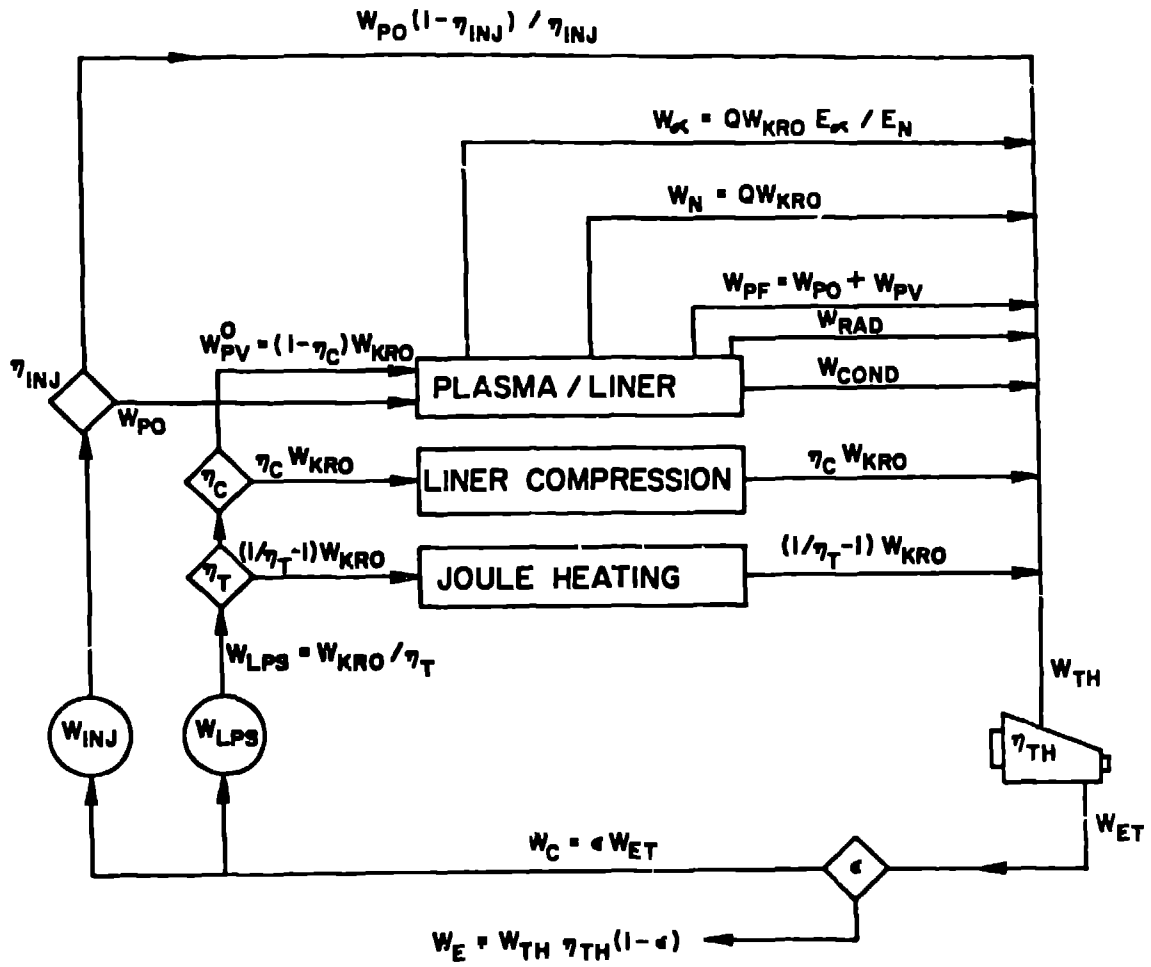 W_PO (1 - η_INJ) / η_INJ
W_α = QW_KRO E_α / E_N
W_N = QW_KRO
W_PF = W_PO + W_PV
W_RAD
W_PV^O = (1-η_C) W_KRO
W_COND
η_INJ
PLASMA / LINER
W_PO
η_C
η_C W_KRO
LINER COMPRESSION
η_C W_KRO
η_T
(1/η_T -1) W_KRO
JOULE HEATING
(1/η_T -1) W_KRO
W_LPS = W_KRO / η_T
W_TH
W_INJ
W_LPS
η_TH
W_ET
W_C = ϵ W_ET
ϵ
W_E = W_TH η_TH (1 - ϵ)